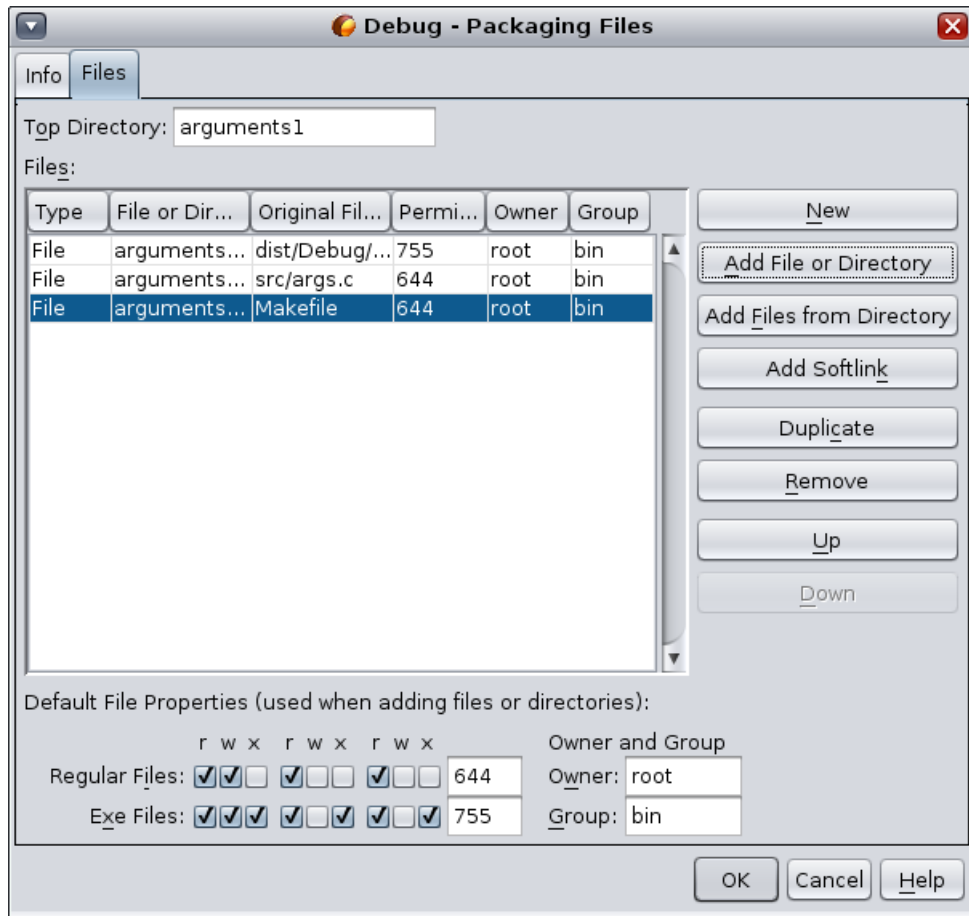 Debug - Packaging Files
Info Files
Top Directory: arguments1
Files:
Type File or Dir... Original Fil... Permi... Owner Group
File arguments... dist/Debug/... 755 root bin
File arguments... src/args.c 644 root bin
File arguments... Makefile 644 root bin
New
Add File or Directory
Add Files from Directory
Add Softlink
Duplicate
Remove
Up
Down
Default File Properties (used when adding files or directories):
r w x r w x r w x Owner and Group
Regular Files: 644 Owner: root
Exe Files: 755 Group: bin
OK Cancel Help